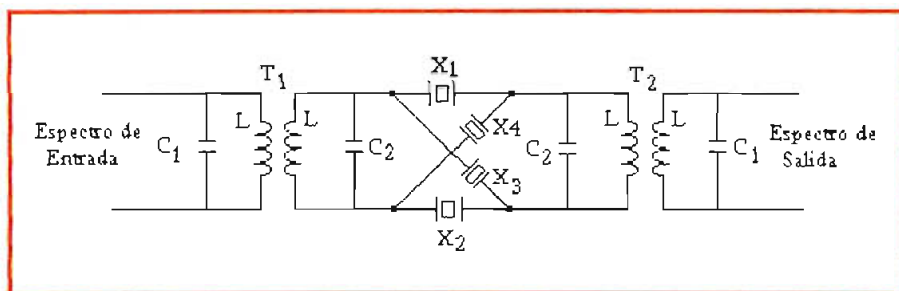 X1
T1
T2
L
L
L
L
X4
Espectro de
Entrada
C1
C2
C2
C1
Espectro de
Salida
X3
X2